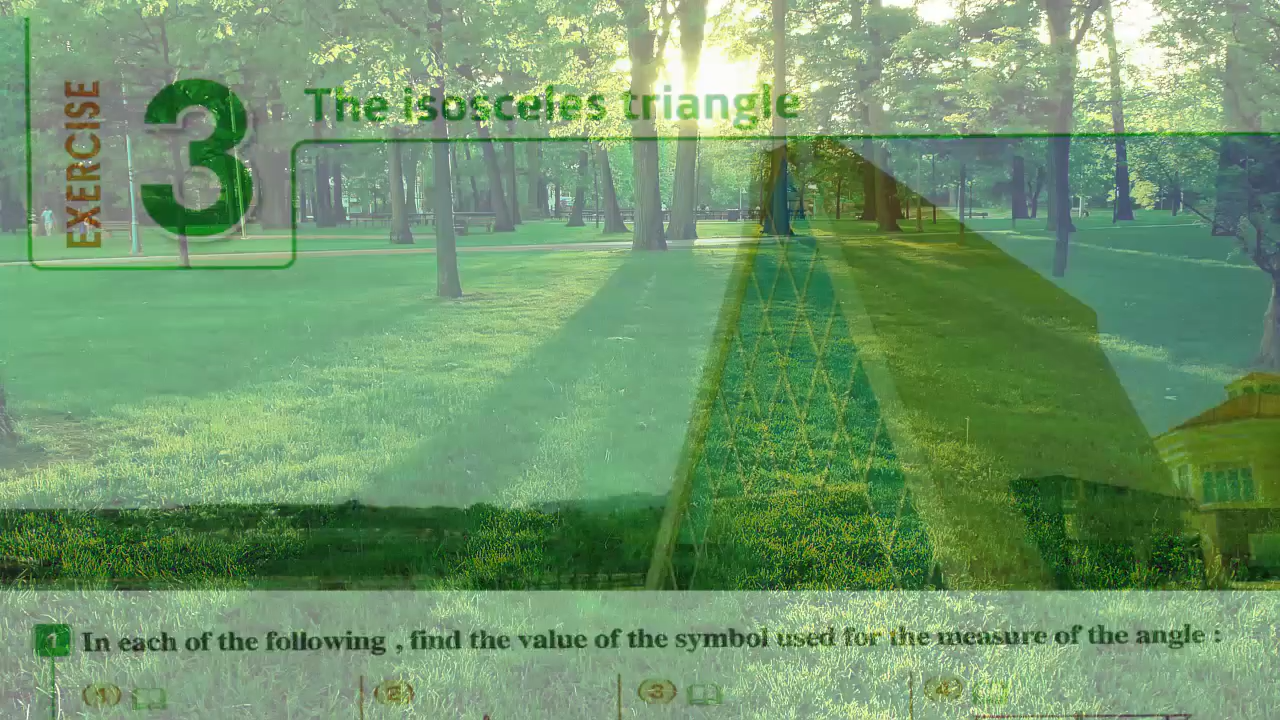 EXERCISE
3
The isosceles triangle
1 In each of the following , find the value of the symbol used for the measure of the angle :
(1) (2) (3) (4)